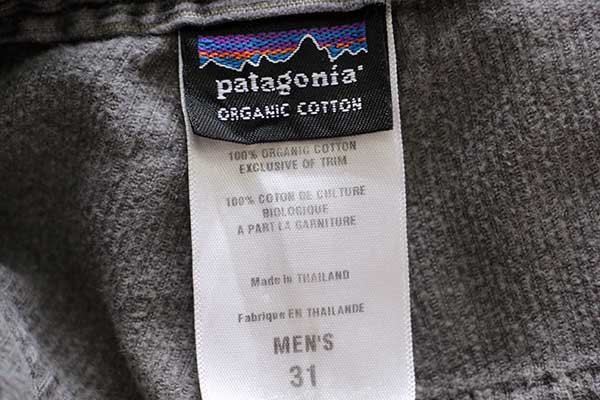 patagonia®
ORGANIC COTTON
100% ORGANIC COTTON
EXCLUSIVE OF TRIM
100% COTON DE CULTURE
BIOLOGIQUE
A PART LA GARNITURE
Made in THAILAND
Fabrique EN THAILANDE
MEN'S
31